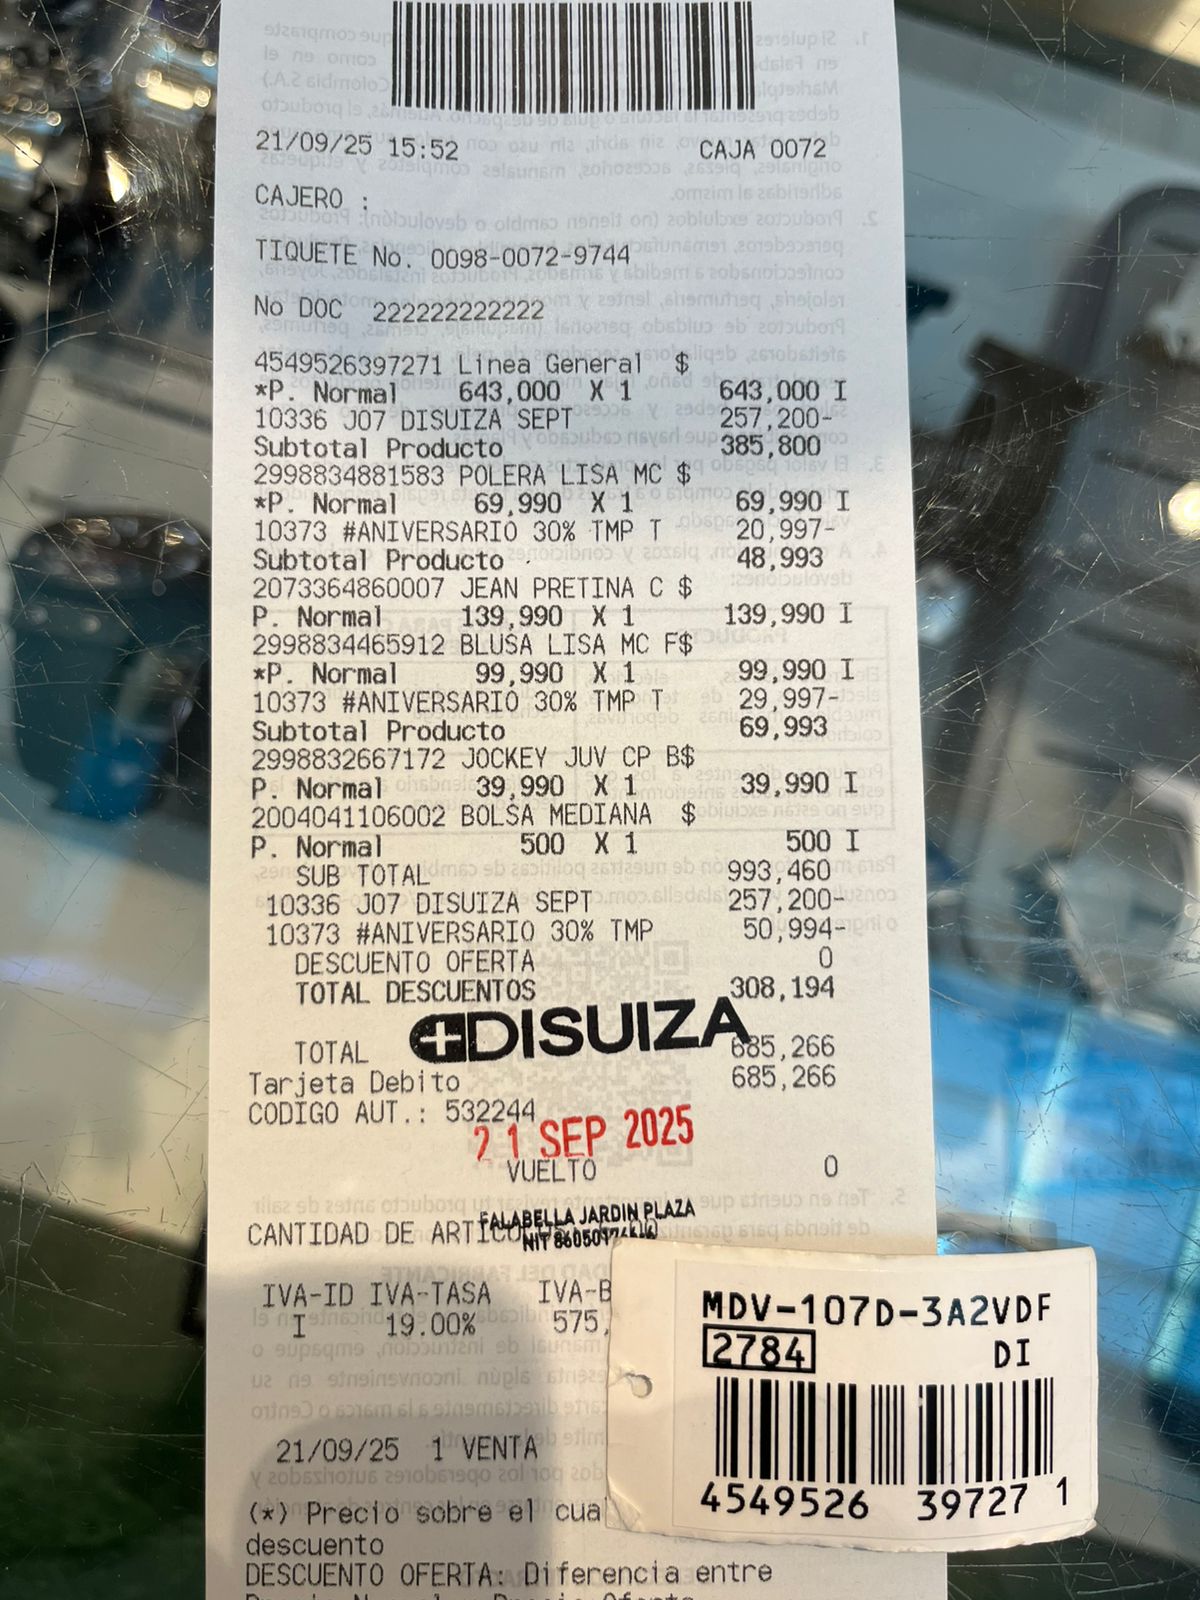 21/09/25 15:52 CAJA 0072
CAJERO :
TIQUETE No. 0098-0072-9744
No DOC 222222222222
4549526397271 Linea General $
*P. Normal 643,000 X 1 643,000 I
10336 J07 DISUIZA SEPT 257,200-
Subtotal Producto 385,800
2998834881583 POLERA LISA MC $
*P. Normal 69,990 X 1 69,990 I
10373 #ANIVERSARIO 30% TMP T 20,997-
Subtotal Producto 48,993
2073364860007 JEAN PRETINA C $
P. Normal 139,990 X 1 139,990 I
2998834465912 BLUSA LISA MC F$
*P. Normal 99,990 X 1 99,990 I
10373 #ANIVERSARIO 30% TMP T 29,997-
Subtotal Producto 69,993
2998832667172 JOCKEY JUV CP B$
P. Normal 39,990 X 1 39,990 I
2004041106002 BOLSA MEDIANA $
P. Normal 500 X 1 500 I
SUB TOTAL 993,460
10336 J07 DISUIZA SEPT 257,200-
10373 #ANIVERSARIO 30% TMP 50,994-
DESCUENTO OFERTA 0
TOTAL DESCUENTOS 308,194
DISUIZA
TOTAL 685,266
Tarjeta Debito 685,266
CODIGO AUT.: 532244
21 SEP 2025
VUELTO 0
FALABELLA JARDIN PLAZA
CANTIDAD DE
NIT
IVA-ID IVA-TASA IVA-B
I 19.00% 575,
MDV-107D-3A2VDF
2784 DI
4549526 39727 1
21/09/25 1 VENTA
(*) Precio sobre el cua
descuento
DESCUENTO OFERTA: Diferencia entre